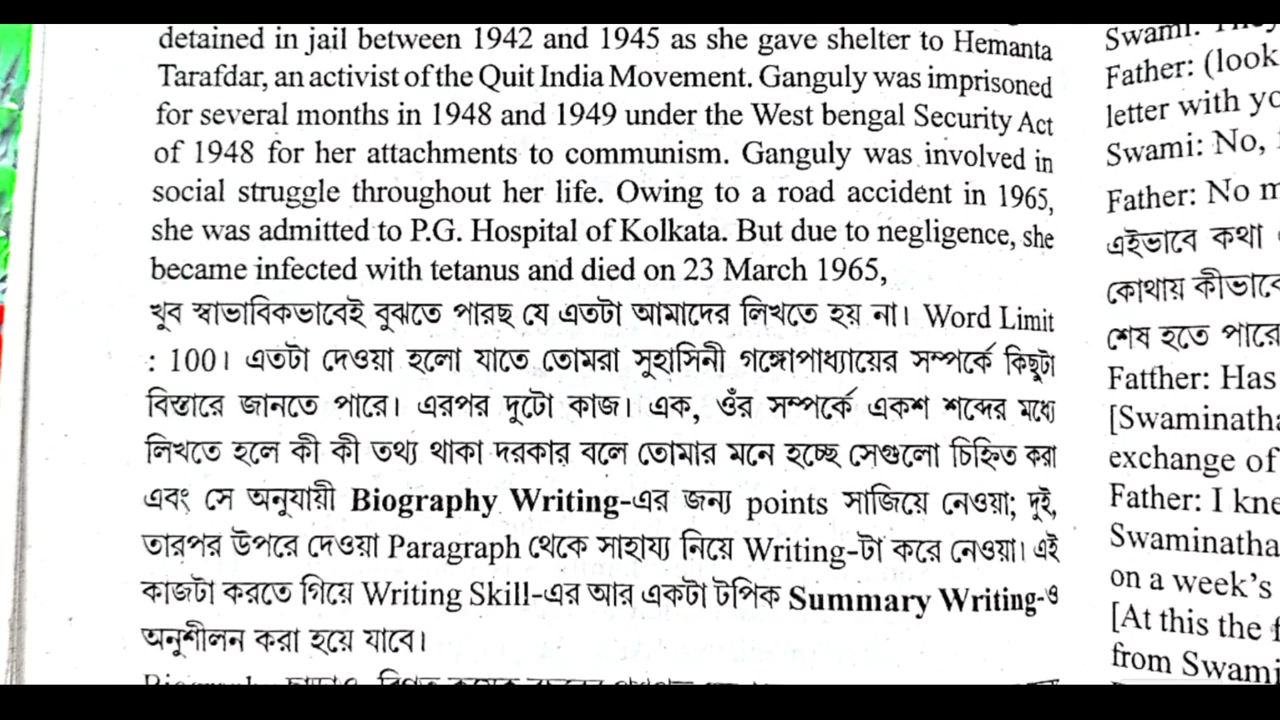 detained in jail between 1942 and 1945 as she gave shelter to Hemanta
Tarafdar, an activist of the Quit India Movement. Ganguly was imprisoned
for several months in 1948 and 1949 under the West bengal Security Act
of 1948 for her attachments to communism. Ganguly was involved in
social struggle throughout her life. Owing to a road accident in 1965,
she was admitted to P.G. Hospital of Kolkata. But due to negligence, she
became infected with tetanus and died on 23 March 1965,
খুব স্বাভাবিকভাবেই বুঝতে পারছ যে এতটা আমাদের লিখতে হয় না। Word Limit
: 100। এতটা দেওয়া হলো যাতে তোমরা সুহাসিনী গঙ্গোপাধ্যায়ের সম্পর্কে কিছুটা
বিস্তারে জানতে পারে। এরপর দুটো কাজ। এক, ওঁর সম্পর্কে একশ শব্দের মধ্যে
লিখতে হলে কী কী তথ্য থাকা দরকার বলে তোমার মনে হচ্ছে সেগুলো চিহ্নিত করা
এবং সে অনুযায়ী Biography Writing-এর জন্য points সাজিয়ে নেওয়া; দুই,
তারপর উপরে দেওয়া Paragraph থেকে সাহায্য নিয়ে Writing-টা করে নেওয়া। এই
কাজটা করতে গিয়ে Writing Skill-এর আর একটা টপিক Summary Writing-ও
অনুশীলন করা হয়ে যাবে।
Swami:
Father: (look
letter with yo
Swami: No,
Father: No m
এইভাবে কথা
কোথায় কীভাবে
শেষ হতে পারে
Fatther: Has
[Swaminatha
exchange of
Father: I kne
Swaminatha
on a week's
[At this the f
from Swami